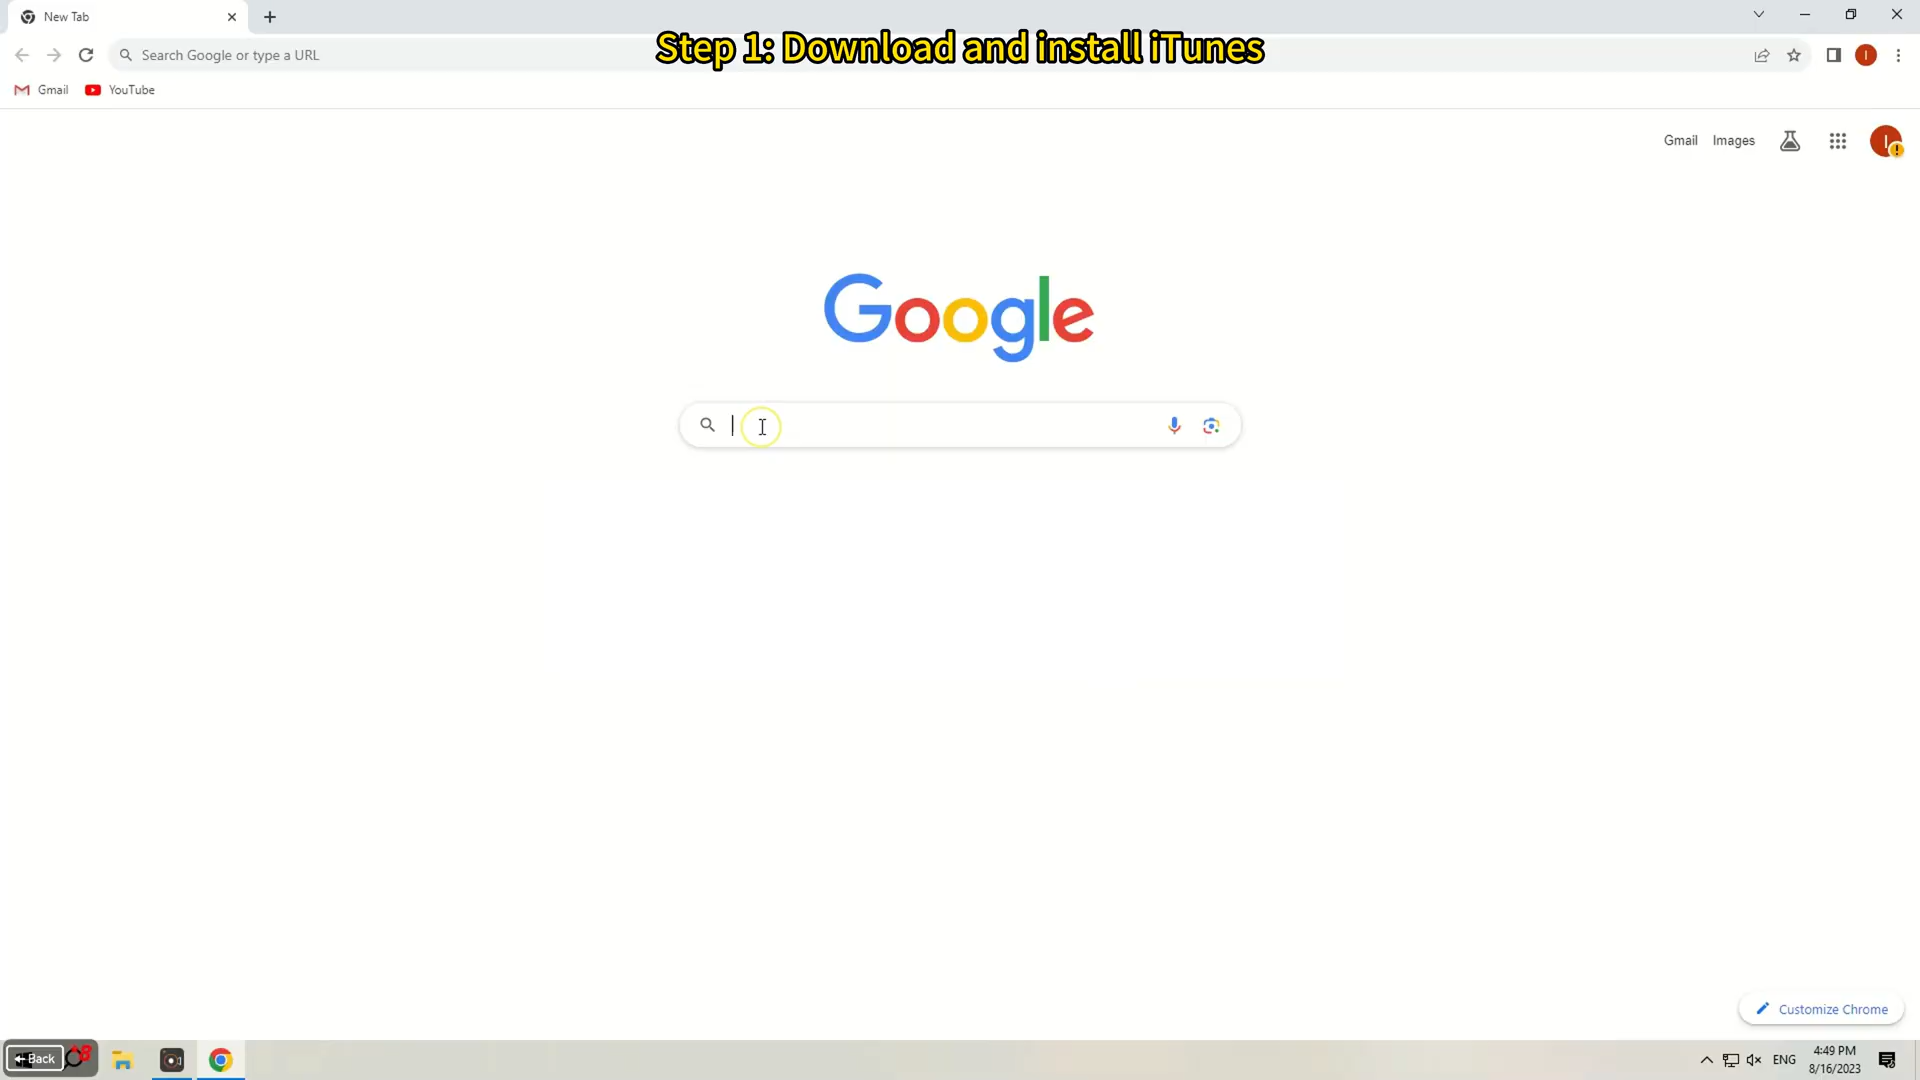 New Tab
Search Google or type a URL
Step 1: Download and install iTunes
I
Gmail
YouTube
Gmail
Images
I
Google
Customize Chrome
Back
ENG
4:49 PM
8/16/2023